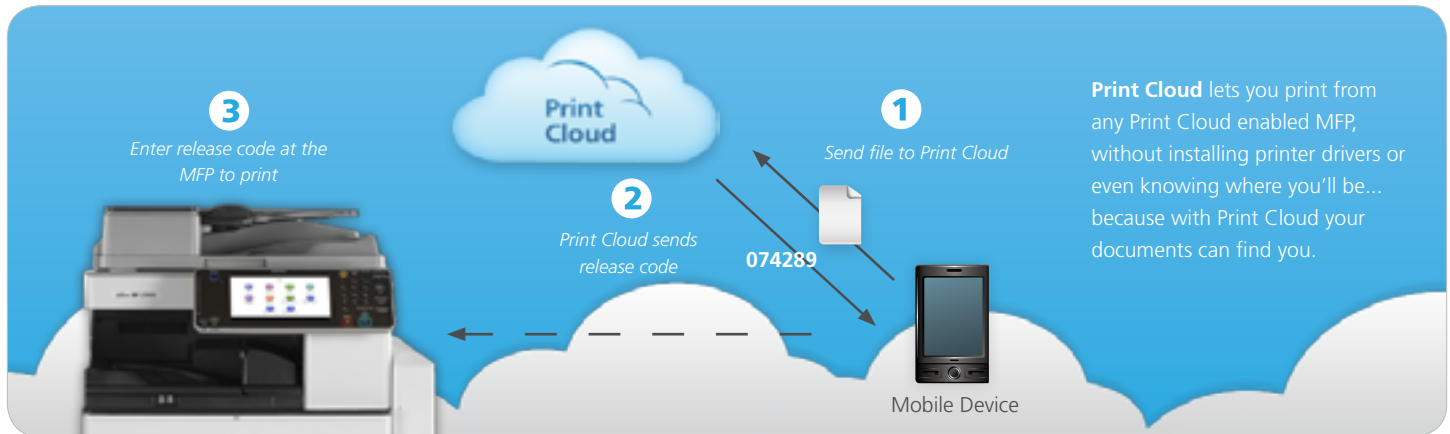 3
Enter release code at the
MFP to print
Print
Cloud
2
Print Cloud sends
release code
1
Send file to Print Cloud
074289
Mobile Device
Print Cloud lets you print from
any Print Cloud enabled MFP,
without installing printer drivers or
even knowing where you'll be...
because with Print Cloud your
documents can find you.